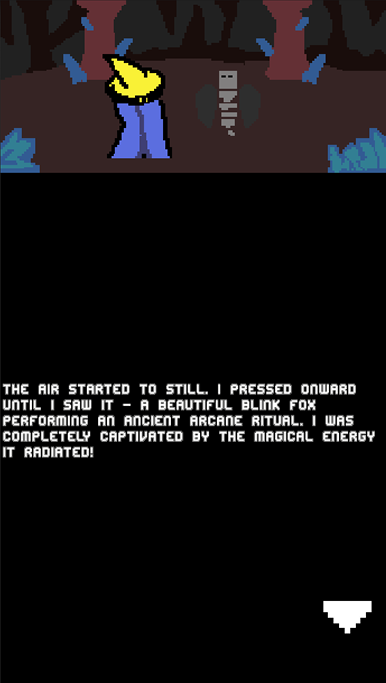 THE AIR STARTED TO STILL. I PRESSED ONWARD
UNTIL I SAW IT - A BEAUTIFUL BLINK FOX
PERFORMING AN ANCIENT ARCANE RITUAL. I WAS
COMPLETELY CAPTIVATED BY THE MAGICAL ENERGY
IT RADIATED!